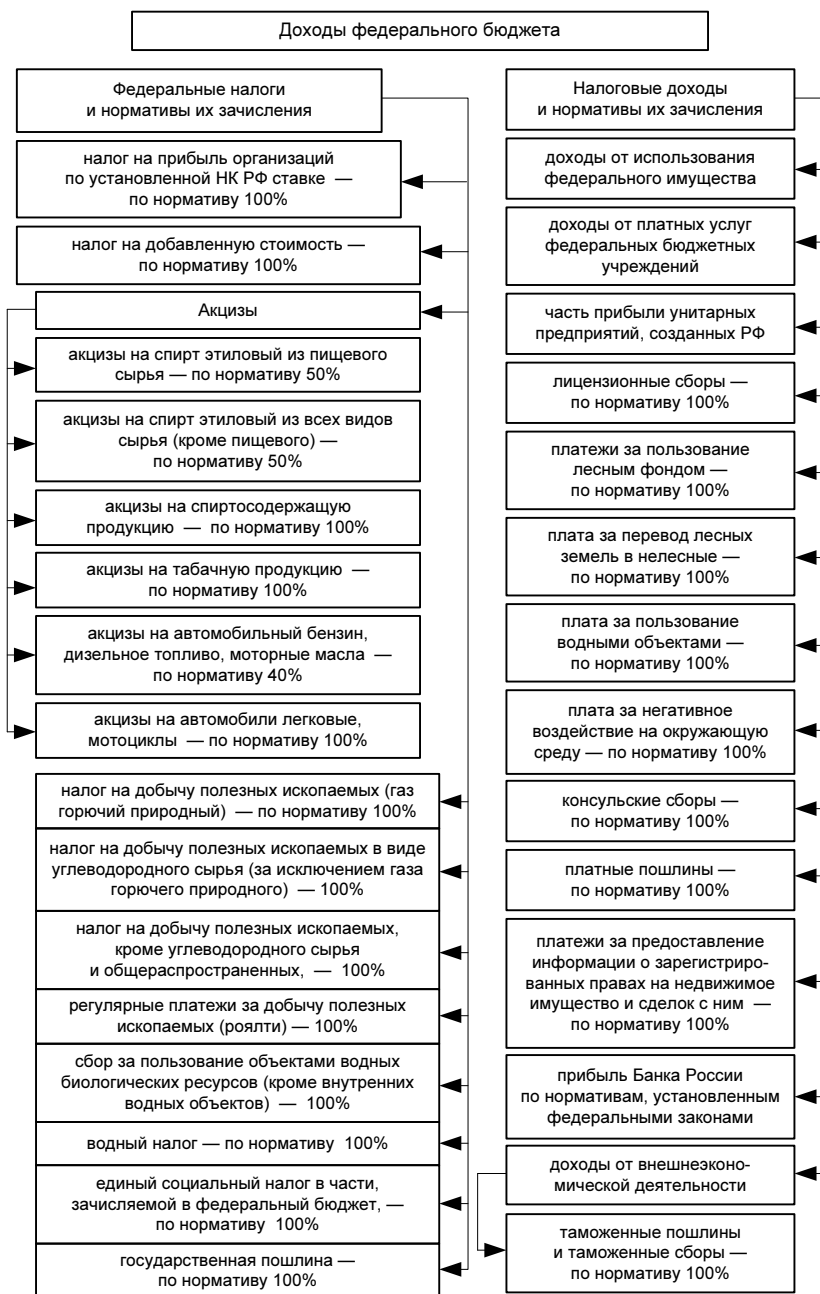 Доходы федерального бюджета
Федеральные налоги
и нормативы их зачисления
налог на прибыль организаций
по установленной НК РФ ставке —
по нормативу 100%
налог на добавленную стоимость —
по нормативу 100%
Акцизы
акцизы на спирт этиловый из пищевого
сырья — по нормативу 50%
акцизы на спирт этиловый из всех видов
сырья (кроме пищевого) —
по нормативу 50%
акцизы на спиртосодержащую
продукцию — по нормативу 100%
акцизы на табачную продукцию —
по нормативу 100%
акцизы на автомобильный бензин,
дизельное топливо, моторные масла —
по нормативу 40%
акцизы на автомобили легковые,
мотоциклы — по нормативу 100%
налог на добычу полезных ископаемых (газ
горючий природный) — по нормативу 100%
налог на добычу полезных ископаемых в виде
углеводородного сырья (за исключением газа
горючего природного) — 100%
налог на добычу полезных ископаемых,
кроме углеводородного сырья
и общераспространенных, — 100%
регулярные платежи за добычу полезных
ископаемых (роялти) — 100%
сбор за пользование объектами водных
биологических ресурсов (кроме внутренних
водных объектов) — 100%
водный налог — по нормативу 100%
единый социальный налог в части,
зачисляемой в федеральный бюджет, —
по нормативу 100%
государственная пошлина —
по нормативу 100%
Налоговые доходы
и нормативы их зачисления
доходы от использования
федерального имущества
доходы от платных услуг
федеральных бюджетных
учреждений
часть прибыли унитарных
предприятий, созданных РФ
лицензионные сборы —
по нормативу 100%
платежи за пользование
лесным фондом —
по нормативу 100%
плата за перевод лесных
земель в нелесные —
по нормативу 100%
плата за пользование
водными объектами —
по нормативу 100%
плата за негативное
воздействие на окружающую
среду — по нормативу 100%
консульские сборы —
по нормативу 100%
платные пошлины —
по нормативу 100%
платежи за предоставление
информации о зарегистриро-
ванных правах на недвижимое
имущество и сделок с ним —
по нормативу 100%
прибыль Банка России
по нормативам, установленным
федеральными законами
доходы от внешнеэконо-
мической деятельности
таможенные пошлины
и таможенные сборы —
по нормативу 100%